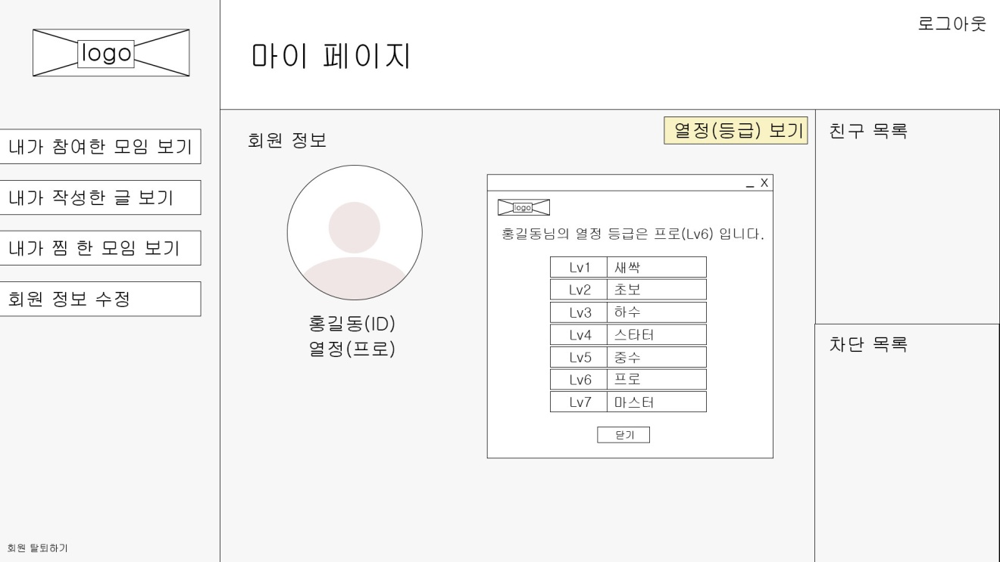 logo
내가 참여한 모임 보기
내가 작성한 글 보기
내가 찜 한 모임 보기
회원 정보 수정
회원 탈퇴하기
마이 페이지
로그아웃
회원 정보
열정(등급) 보기
홍길동(ID)
열정(프로)
_ X
logo
홍길동님의 열정 등급은 프로(Lv6) 입니다.
Lv1 새싹
Lv2 초보
Lv3 하수
Lv4 스타터
Lv5 중수
Lv6 프로
Lv7 마스터
닫기
친구 목록
차단 목록